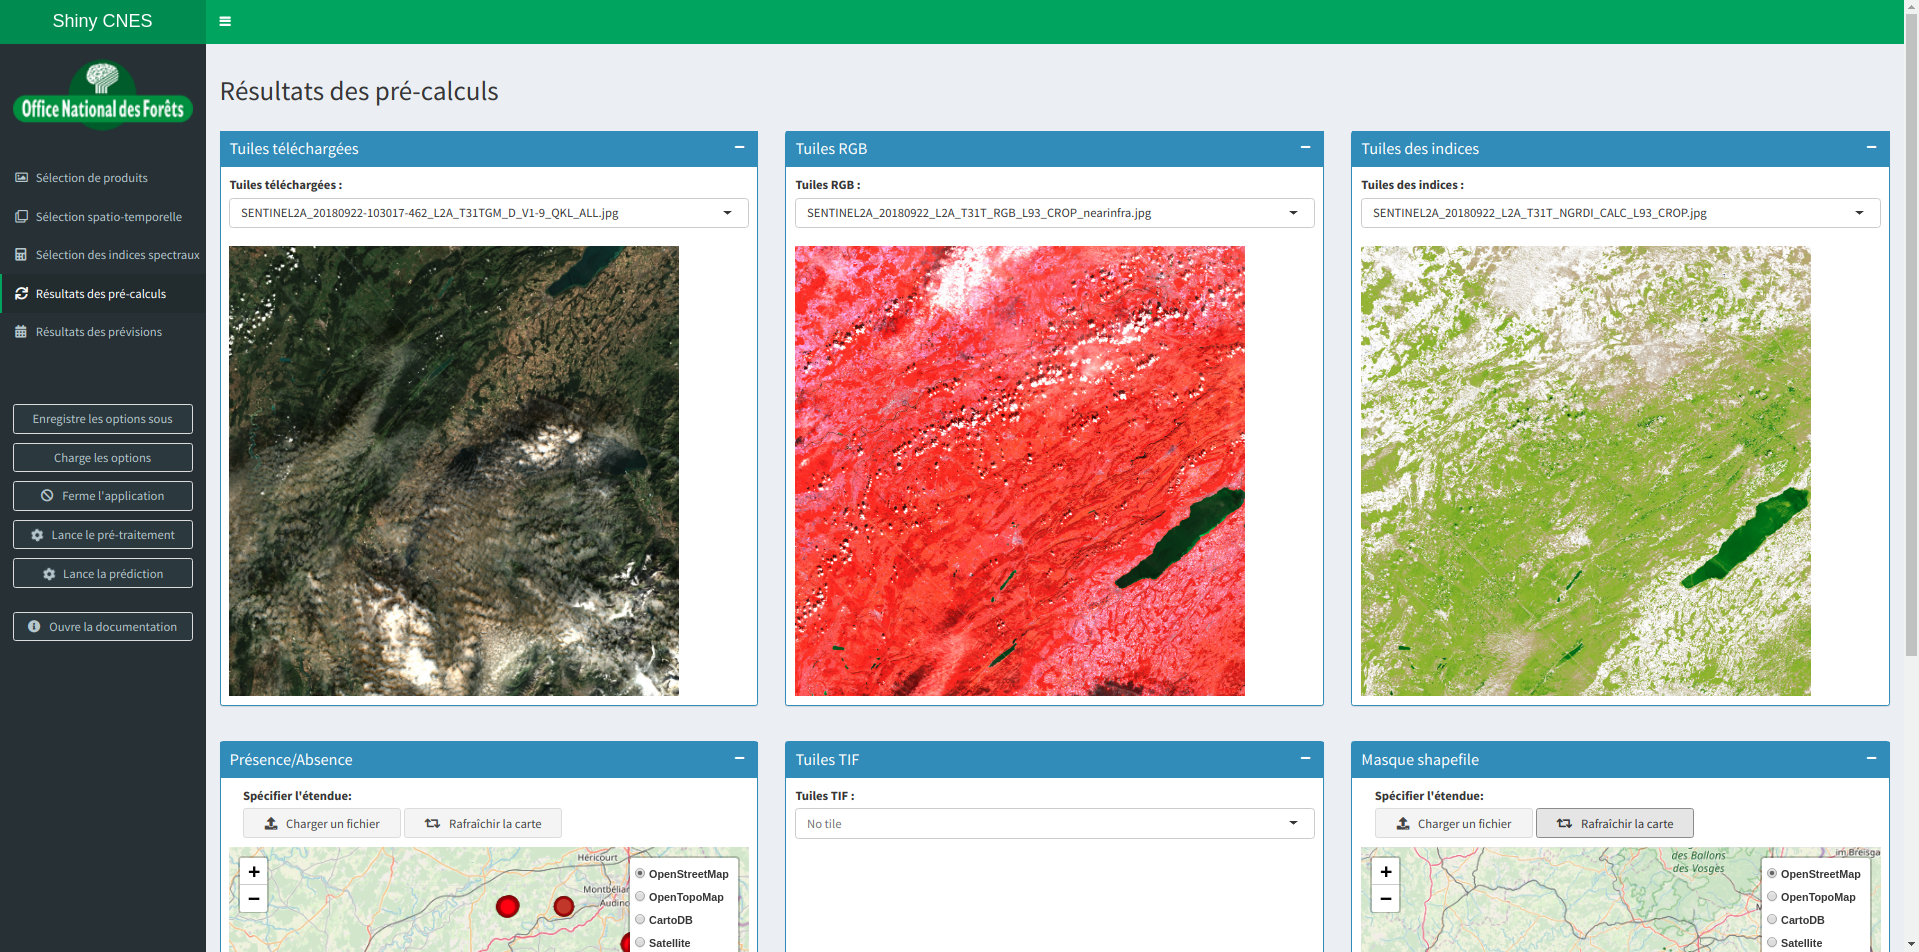 Shiny CNES
Office National des Forêts
Sélection de produits
Sélection spatio-temporelle
Sélection des indices spectraux
Résultats des pré-calculs
Résultats des prévisions
Enregistre les options sous
Charge les options
Ferme l'application
Lance le pré-traitement
Lance la prédiction
Ouvre la documentation
Résultats des pré-calculs
Tuiles téléchargées
Tuiles téléchargées :
SENTINEL2A_20180922-103017-462_L2A_T31TGM_D_V1-9_QKL_ALL.jpg
Tuiles RGB
Tuiles RGB :
SENTINEL2A_20180922_L2A_T31T_RGB_L93_CROP_nearinfra.jpg
Tuiles des indices
Tuiles des indices :
SENTINEL2A_20180922_L2A_T31T_NGRDI_CALC_L93_CROP.jpg
Présence/Absence
Spécifier l'étendue:
Charger un fichier
Rafraîchir la carte
+
−
Héricourt
Montbéliar
Audinc
OpenStreetMap
OpenTopoMap
CartoDB
Satellite
Tuiles TIF
Tuiles TIF :
No tile
Masque shapefile
Spécifier l'étendue:
Charger un fichier
Rafraîchir la carte
+
−
des Ballons
des Vosges
im Breisga
M
OpenStreetMap
OpenTopoMap
CartoDB
Satellite